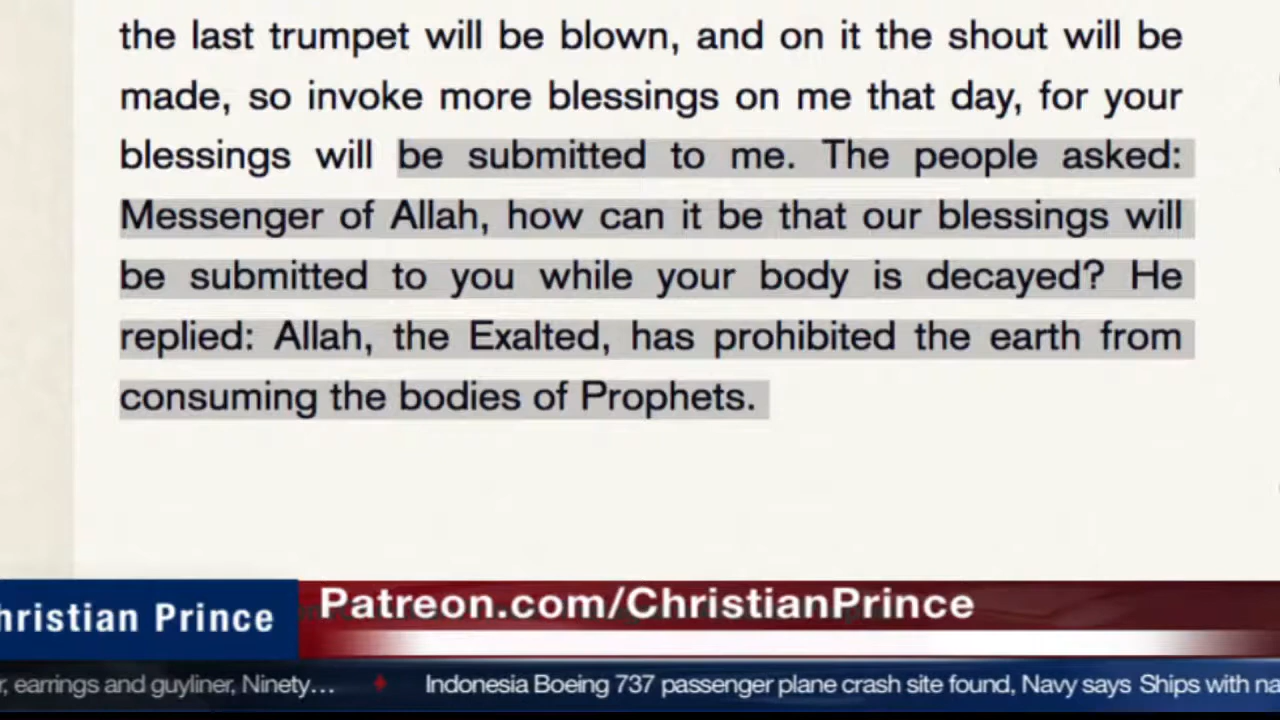 the last trumpet will be blown, and on it the shout will be
made, so invoke more blessings on me that day, for your
blessings will be submitted to me. The people asked:
Messenger of Allah, how can it be that our blessings will
be submitted to you while your body is decayed? He
replied: Allah, the Exalted, has prohibited the earth from
consuming the bodies of Prophets.
hristian Prince
Patreon.com/ChristianPrince
r, earrings and guyliner, Ninety... ♦ Indonesia Boeing 737 passenger plane crash site found, Navy says Ships with na